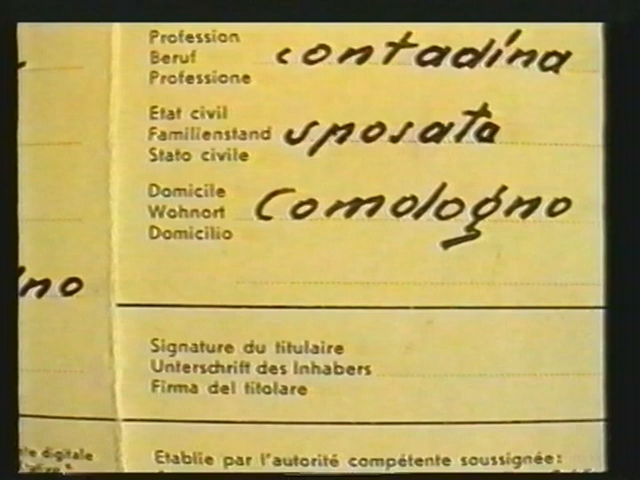 Profession
Beruf contadina
Professione
Etat civil
Familienstand sposata
Stato civile
Domicile
Wohnort Comologno
Domicilio
Signature du titulaire
Unterschrift des Inhabers
Firma del titolare
digitale
Etablie par l'autorité compétente soussignée: